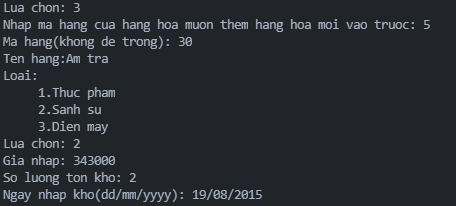 Lua chon: 3
Nhap ma hang cua hang hoa muon them hang hoa moi vao truoc: 5
Ma hang(khong de trong): 30
Ten hang:Am tra
Loai:
1.Thuc pham
2.Sanh su
3.Dien may
Lua chon: 2
Gia nhap: 343000
So luong ton kho: 2
Ngay nhap kho(dd/mm/yyyy): 19/08/2015